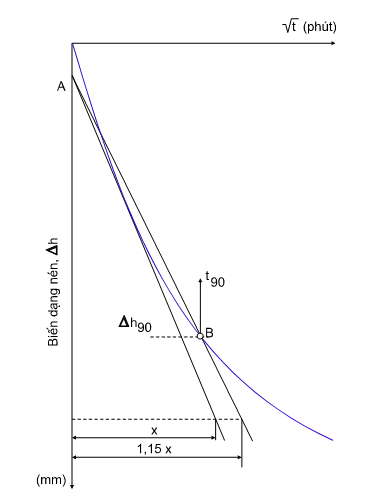 √t (phút)
A
Biến dạng nén, Δh
t90
Δh90
B
x
1,15 x
(mm)